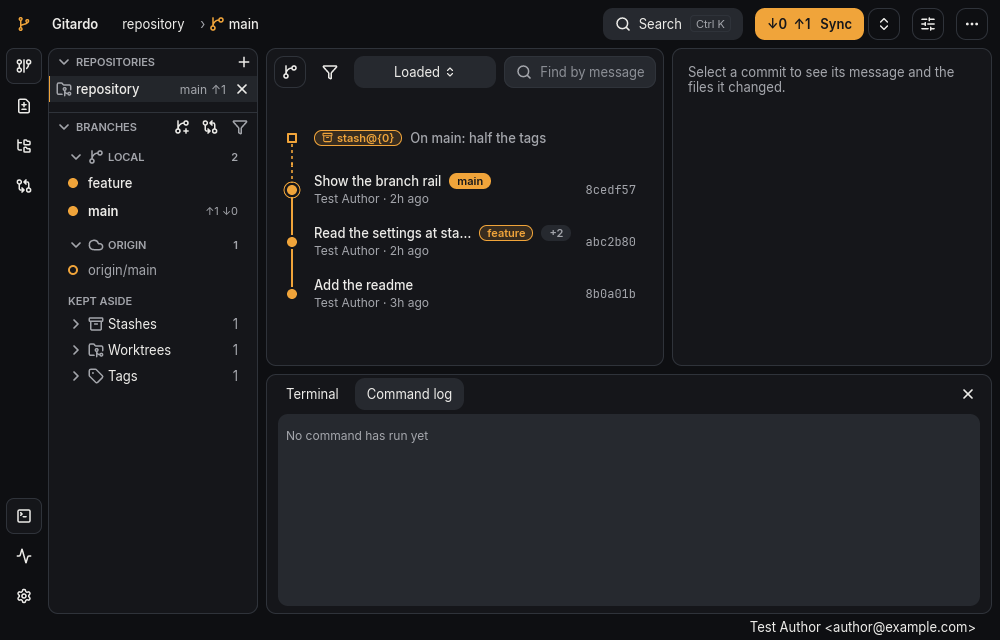 Gitardo
repository
main
Search
Ctrl K
↓0 ↑1 Sync
REPOSITORIES
repository
main ↑1
BRANCHES
LOCAL
2
feature
main
↑1 ↓0
ORIGIN
1
origin/main
KEPT ASIDE
Stashes
1
Worktrees
1
Tags
1
Loaded
Find by message
stash@{0}
On main: half the tags
Show the branch rail
main
Test Author · 2h ago
8cedf57
Read the settings at sta...
feature
+2
Test Author · 2h ago
abc2b80
Add the readme
Test Author · 3h ago
8b0a01b
Select a commit to see its message and the
files it changed.
Terminal
Command log
No command has run yet
Test Author <author@example.com>